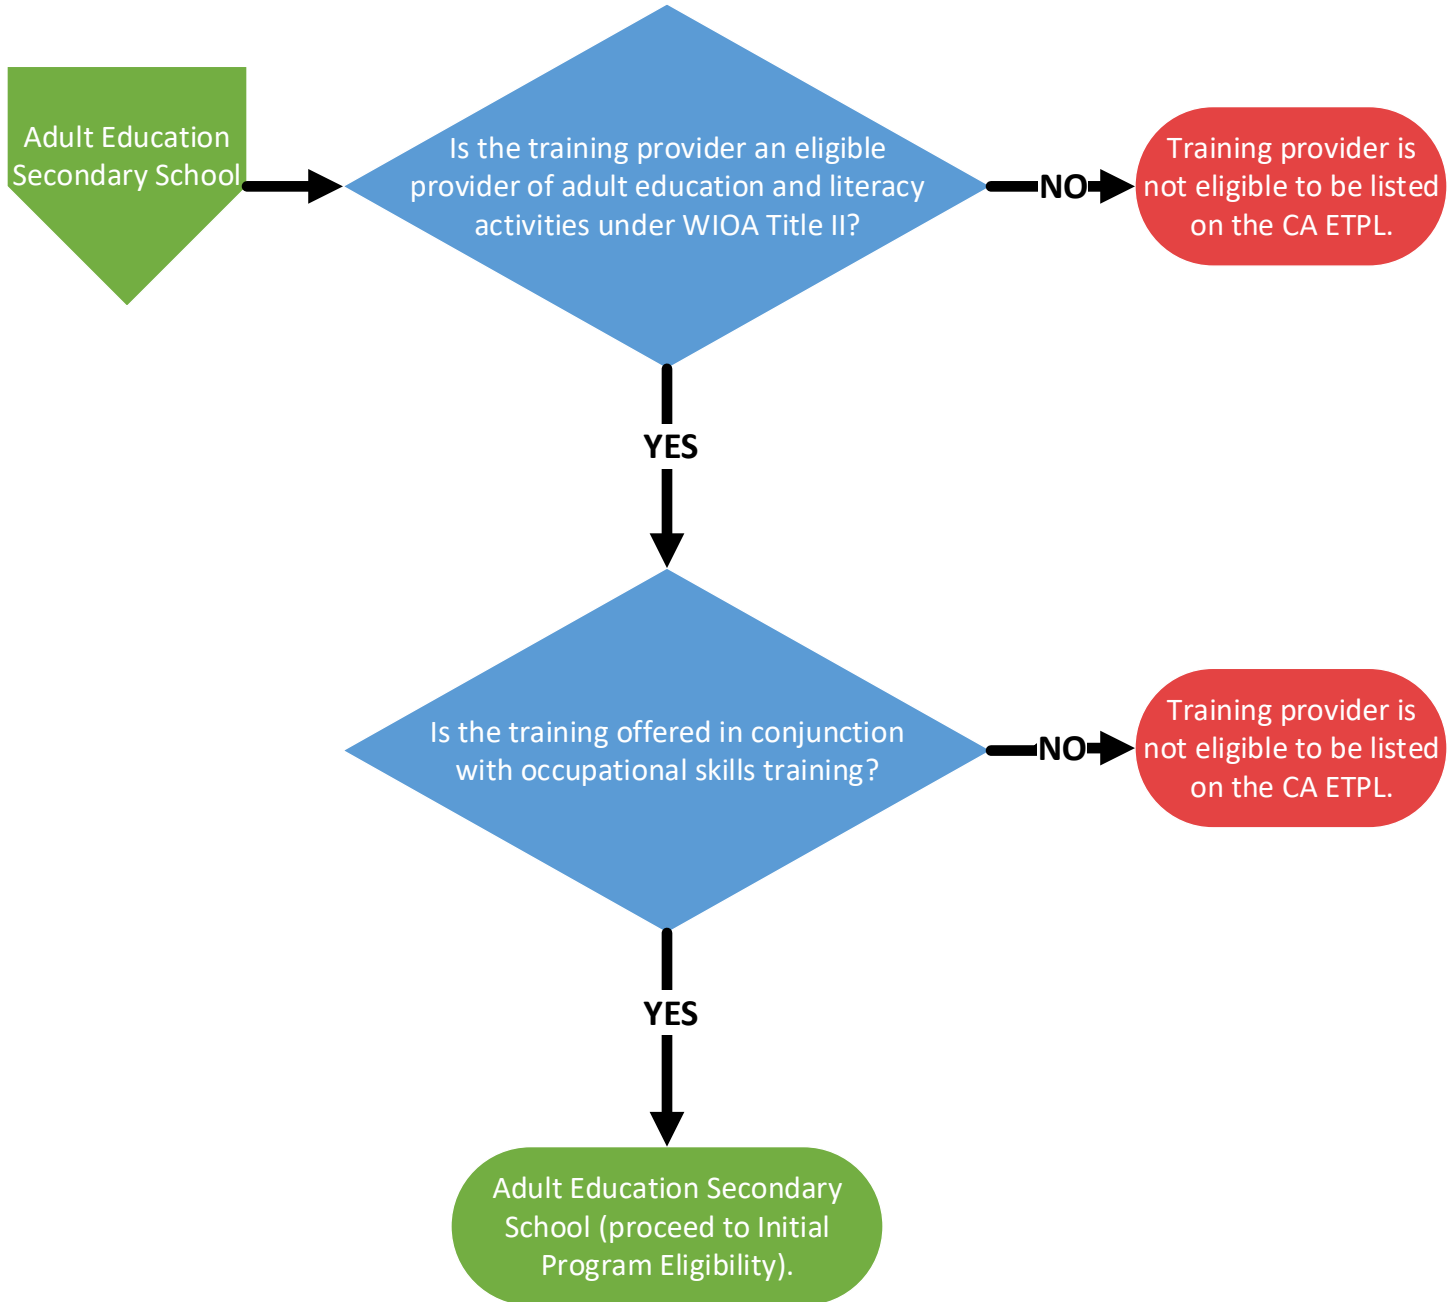 Adult Education
Secondary School
Is the training provider an eligible
provider of adult education and literacy
activities under WIOA Title II?
NO
Training provider is
not eligible to be listed
on the CA ETPL.
YES
Is the training offered in conjunction
with occupational skills training?
NO
Training provider is
not eligible to be listed
on the CA ETPL.
YES
Adult Education Secondary
School (proceed to Initial
Program Eligibility).